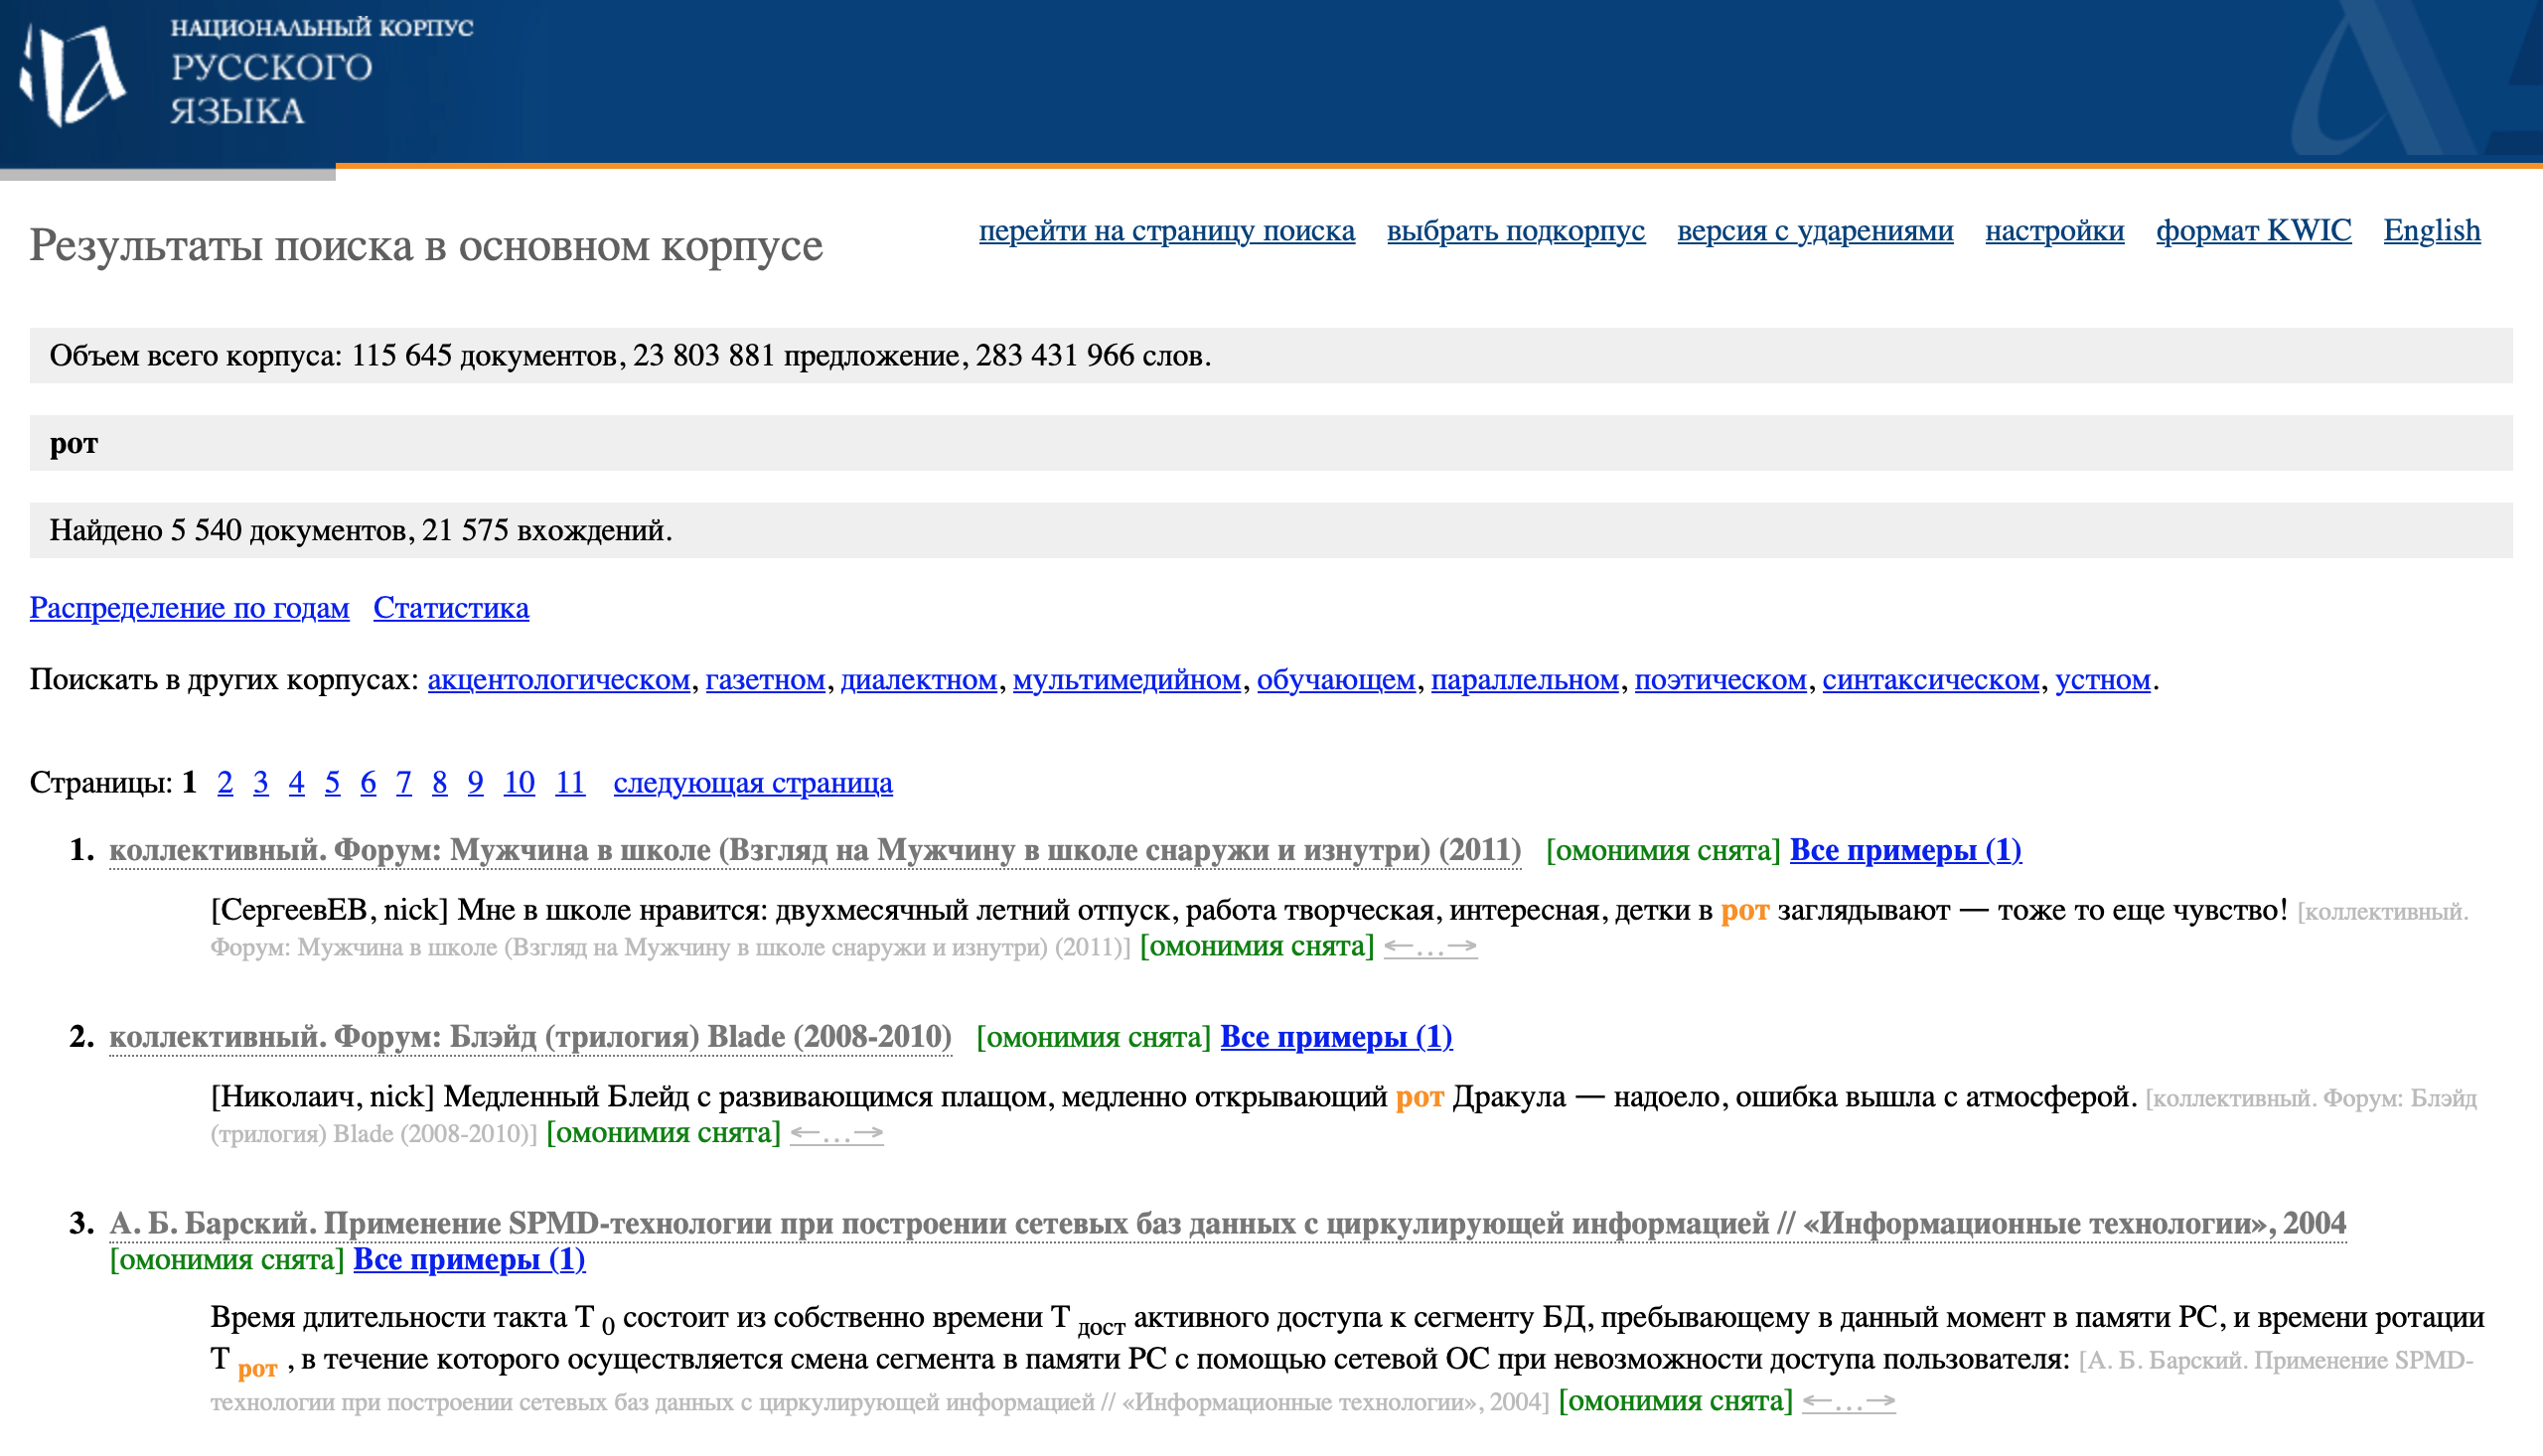 НАЦИОНАЛЬНЫЙ КОРПУС
РУССКОГО
ЯЗЫКА
Результаты поиска в основном корпусе
перейти на страницу поиска выбрать подкорпус версия с ударениями настройки формат KWIC English
Объем всего корпуса: 115 645 документов, 23 803 881 предложение, 283 431 966 слов.
рот
Найдено 5 540 документов, 21 575 вхождений.
Распределение по годам Статистика
Поискать в других корпусах: акцентологическом, газетном, диалектном, мультимедийном, обучающем, параллельном, поэтическом, синтаксическом, устном.
Страницы: 1 2 3 4 5 6 7 8 9 10 11 следующая страница
1. коллективный. Форум: Мужчина в школе (Взгляд на Мужчину в школе снаружи и изнутри) (2011) [омонимия снята] Все примеры (1)
[СергеевЕВ, nick] Мне в школе нравится: двухмесячный летний отпуск, работа творческая, интересная, детки в рот заглядывают — тоже то еще чувство! [коллективный.
Форум: Мужчина в школе (Взгляд на Мужчину в школе снаружи и изнутри) (2011)] [омонимия снята] ←…→
2. коллективный. Форум: Блэйд (трилогия) Blade (2008-2010) [омонимия снята] Все примеры (1)
[Николаич, nick] Медленный Блейд с развивающимся плащом, медленно открывающий рот Дракула — надоело, ошибка вышла с атмосферой. [коллективный. Форум: Блэйд
(трилогия) Blade (2008-2010)] [омонимия снята] ←…→
3. А. Б. Барский. Применение SPMD-технологии при построении сетевых баз данных с циркулирующей информацией // «Информационные технологии», 2004
[омонимия снята] Все примеры (1)
Время длительности такта Т 0 состоит из собственно времени Т дост активного доступа к сегменту БД, пребывающему в данный момент в памяти РС, и времени ротации
Т рот , в течение которого осуществляется смена сегмента в памяти РС с помощью сетевой ОС при невозможности доступа пользователя: [А. Б. Барский. Применение SPMD-
технологии при построении сетевых баз данных с циркулирующей информацией // «Информационные технологии», 2004] [омонимия снята] ←…→